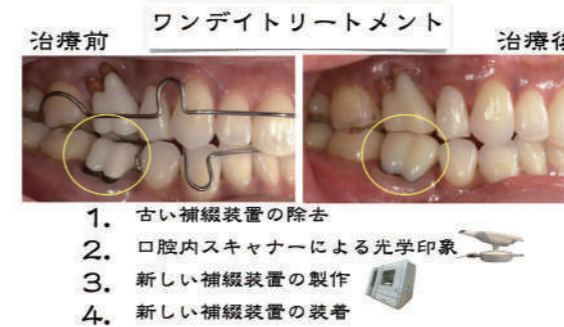 ワンデイトリートメント
治療前
治療後
1. 古い補綴装置の除去
2. 口腔内スキャナーによる光学印象
3. 新しい補綴装置の製作
4. 新しい補綴装置の装着